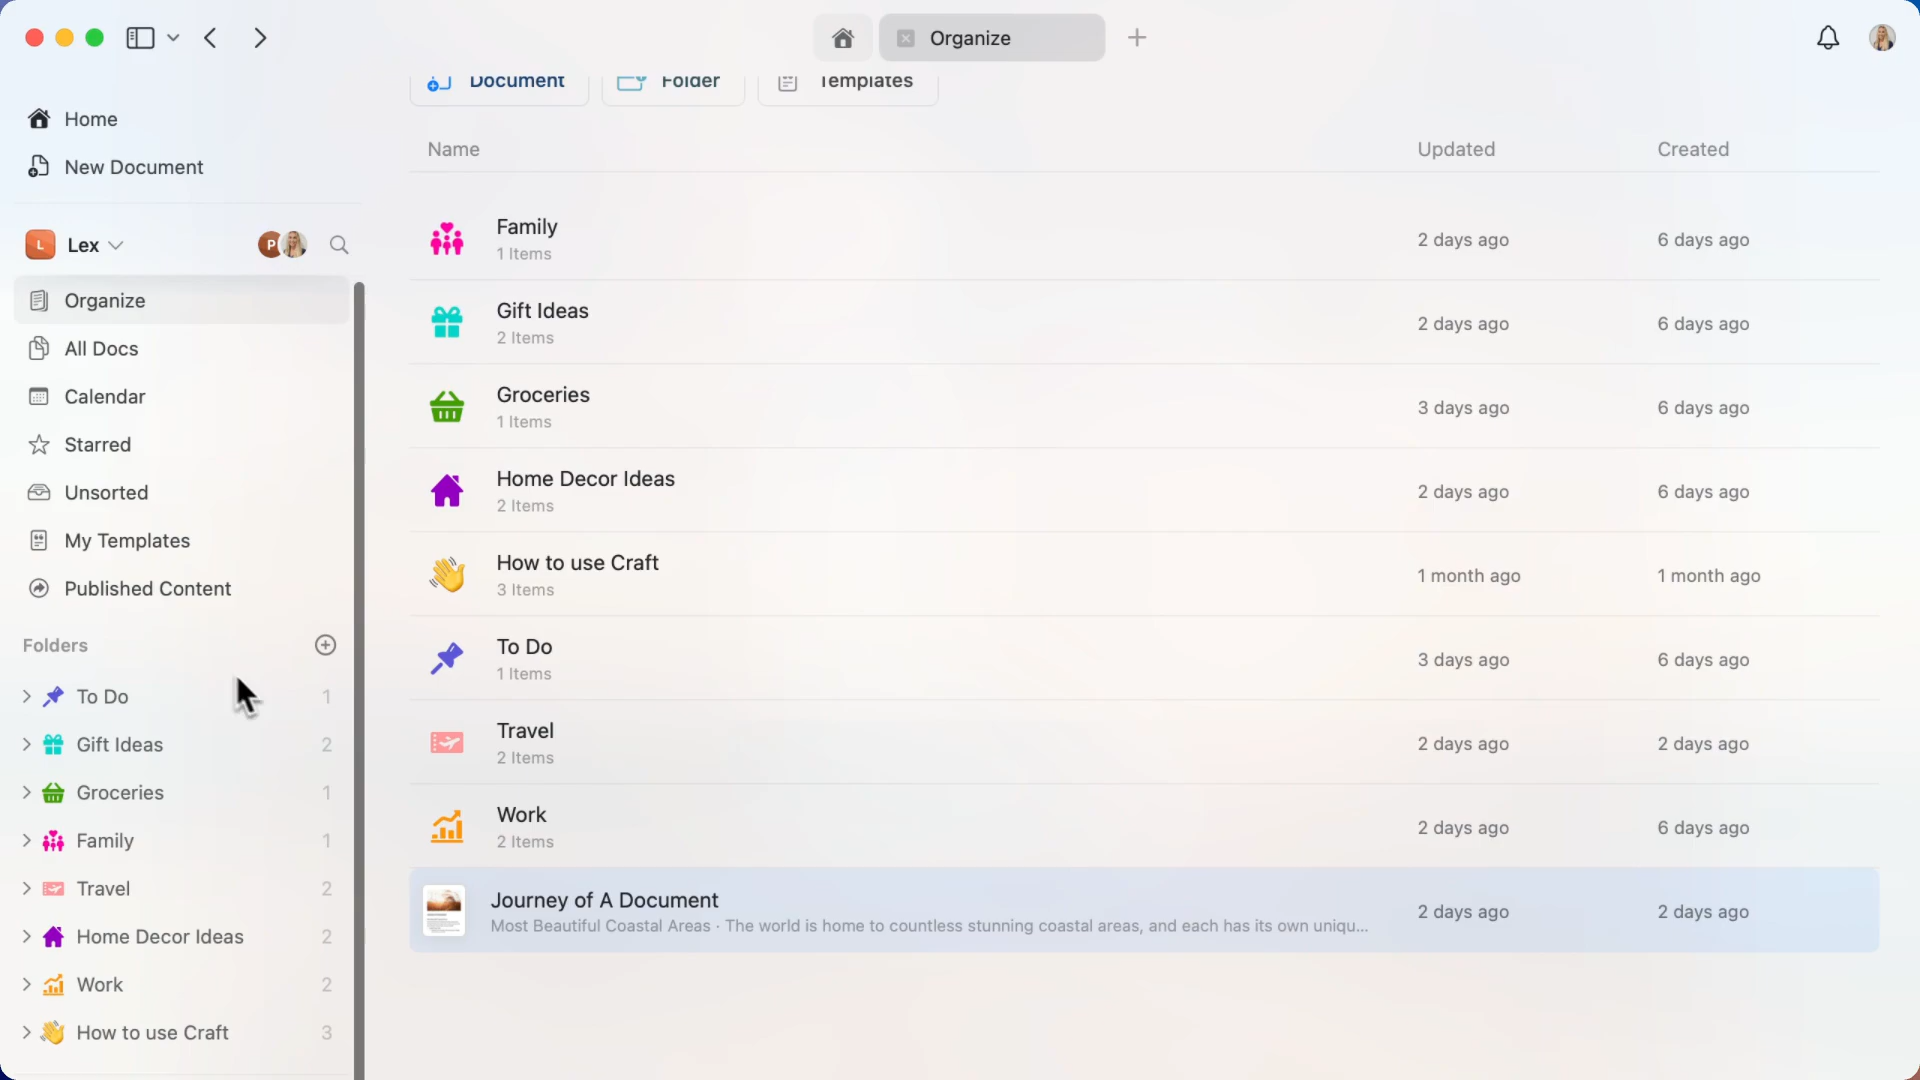 Organize
Document
Folder
Templates
Home
New Document
L
Lex
P
Organize
All Docs
Calendar
Starred
Unsorted
My Templates
Published Content
Folders
To Do 1
Gift Ideas 2
Groceries 1
Family 1
Travel 2
Home Decor Ideas 2
Work 2
How to use Craft 3
Name Updated Created
Family 2 days ago 6 days ago
1 Items
Gift Ideas 2 days ago 6 days ago
2 Items
Groceries 3 days ago 6 days ago
1 Items
Home Decor Ideas 2 days ago 6 days ago
2 Items
How to use Craft 1 month ago 1 month ago
3 Items
To Do 3 days ago 6 days ago
1 Items
Travel 2 days ago 2 days ago
2 Items
Work 2 days ago 6 days ago
2 Items
Journey of A Document 2 days ago 2 days ago
Most Beautiful Coastal Areas · The world is home to countless stunning coastal areas, and each has its own uniqu...